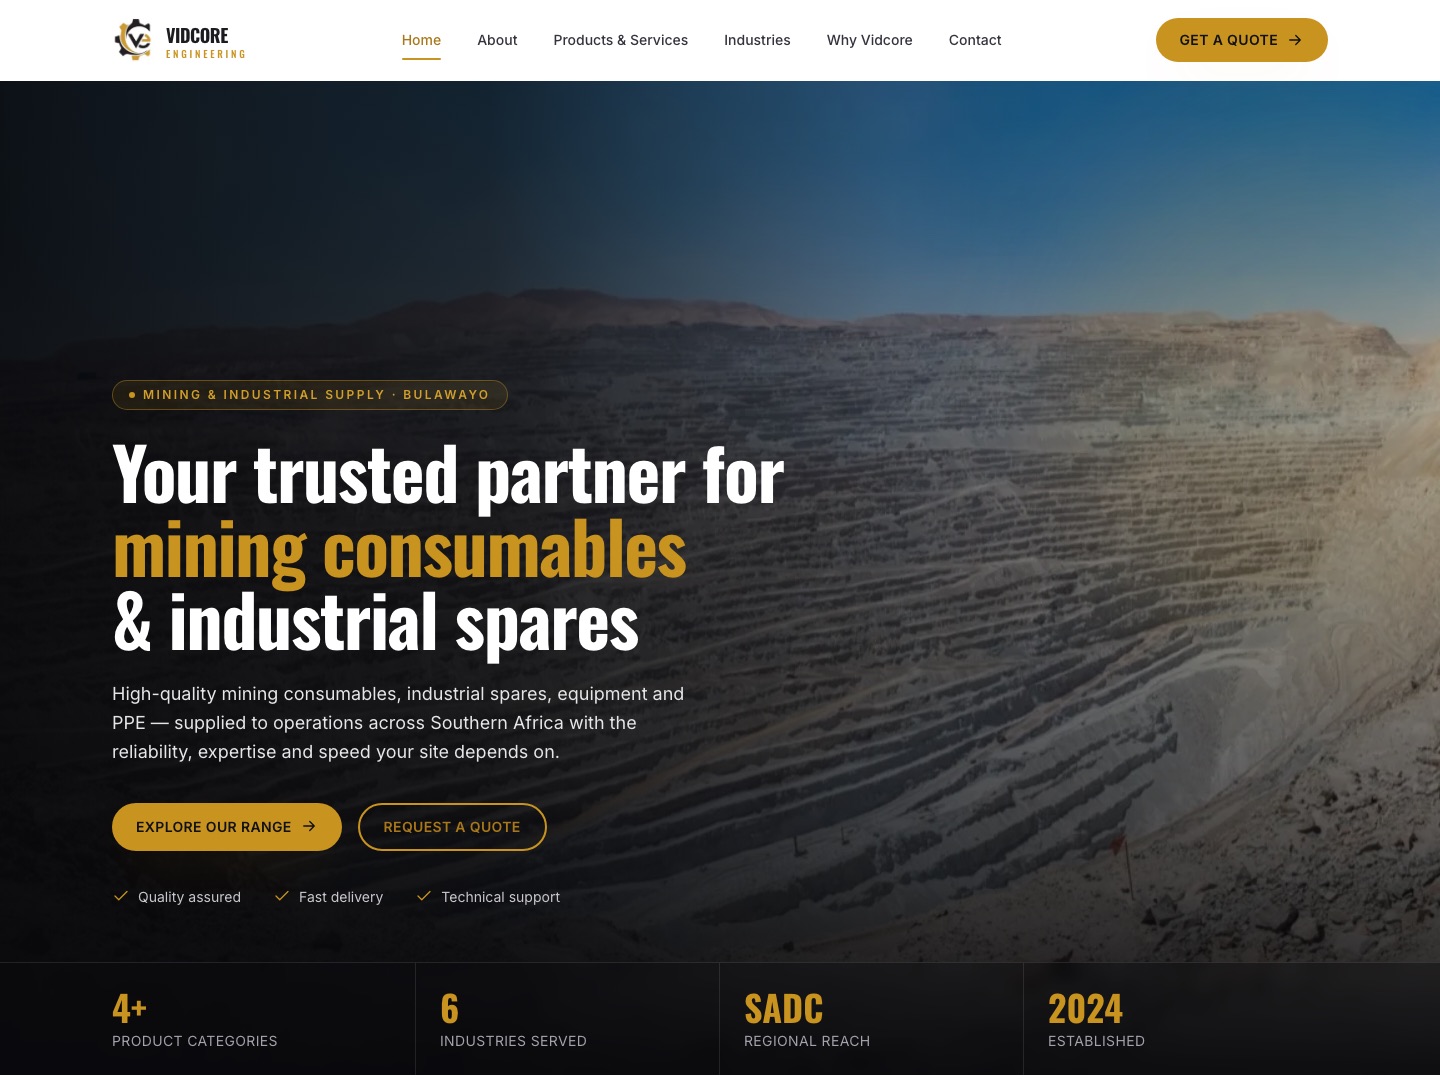 VIDCORE
ENGINEERING
Home
About
Products & Services
Industries
Why Vidcore
Contact
GET A QUOTE →
MINING & INDUSTRIAL SUPPLY · BULAWAYO
Your trusted partner for
mining consumables
& industrial spares
High-quality mining consumables, industrial spares, equipment and
PPE — supplied to operations across Southern Africa with the
reliability, expertise and speed your site depends on.
EXPLORE OUR RANGE →
REQUEST A QUOTE
Quality assured
Fast delivery
Technical support
4+
PRODUCT CATEGORIES
6
INDUSTRIES SERVED
SADC
REGIONAL REACH
2024
ESTABLISHED